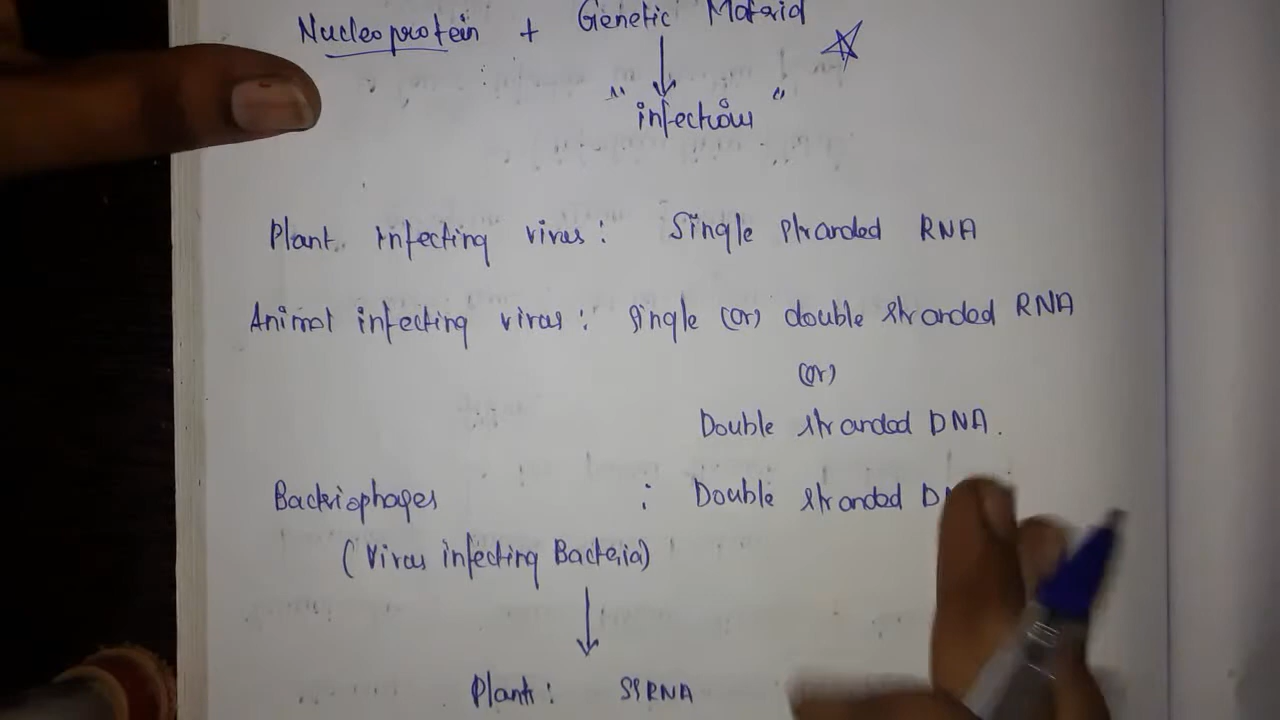 Nucleoprotein + Genetic Material
"infection"
Plant infecting virus : Single stranded RNA
Animal infecting virus : Single (or) double stranded RNA
(or)
Double stranded DNA.
Bacteriophages : Double stranded
(Virus infecting Bacteria)
Plant : SSRNA